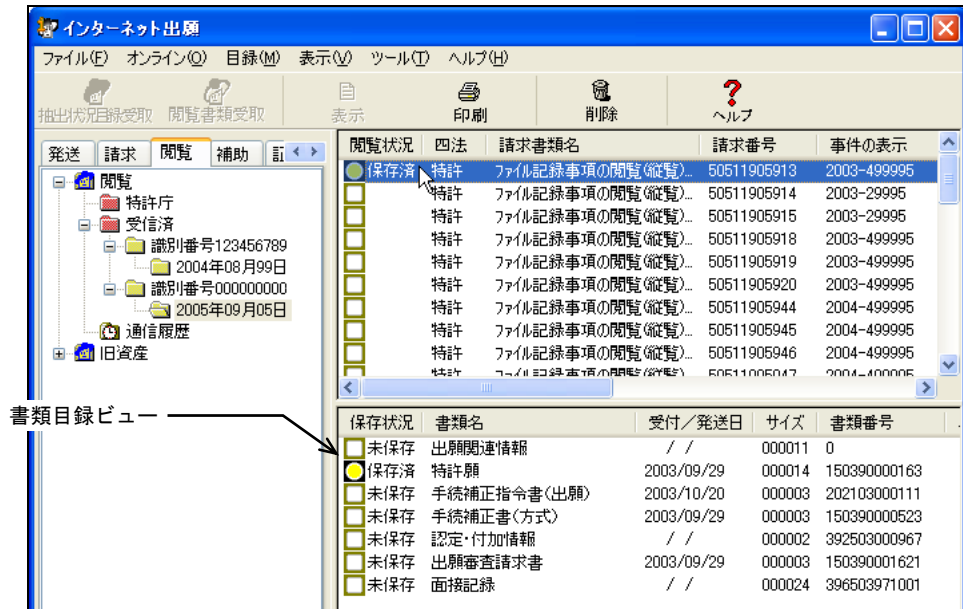 インターネット出願
ファイル(F) オンライン(O) 目録(M) 表示(V) ツール(T) ヘルプ(H)
抽出状況目録受取 閲覧書類受取 表示 印刷 削除 ヘルプ
発送 請求 閲覧 補助
閲覧
特許庁
受信済
識別番号123456789
2004年08月99日
識別番号000000000
2005年09月05日
通信履歴
旧資産
閲覧状況 四法 請求書類名 請求番号 事件の表示
保存済 特許 ファイル記録事項の閲覧(縦覧)... 50511905913 2003-499995
特許 ファイル記録事項の閲覧(縦覧)... 50511905914 2003-29995
特許 ファイル記録事項の閲覧(縦覧)... 50511905915 2003-29995
特許 ファイル記録事項の閲覧(縦覧)... 50511905918 2003-499995
特許 ファイル記録事項の閲覧(縦覧)... 50511905919 2003-499995
特許 ファイル記録事項の閲覧(縦覧)... 50511905920 2003-499995
特許 ファイル記録事項の閲覧(縦覧)... 50511905944 2004-499995
特許 ファイル記録事項の閲覧(縦覧)... 50511905945 2004-499995
特許 ファイル記録事項の閲覧(縦覧)... 50511905946 2004-499995
特許 ファイル記録事項の閲覧(縦覧)... 50511905947 2004-499995
書類目録ビュー
保存状況 書類名 受付/発送日 サイズ 書類番号
未保存 出願関連情報 / / 000011 0
保存済 特許願 2003/09/29 000014 150390000163
未保存 手続補正指令書(出願) 2003/10/20 000003 202103000111
未保存 手続補正書(方式) 2003/09/29 000003 150390000523
未保存 認定・付加情報 / / 000002 392503000967
未保存 出願審査請求書 2003/09/29 000003 150390001621
未保存 面接記録 / / 000024 396503971001